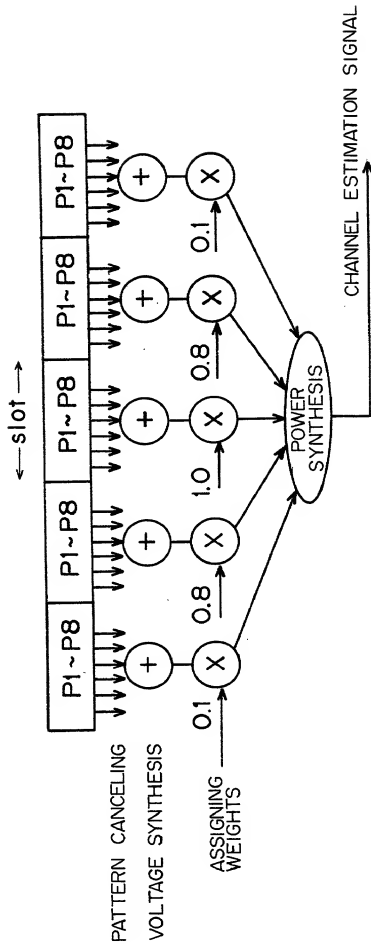 ←slot→
P1~P8 P1~P8 P1~P8 P1~P8 P1~P8
PATTERN CANCELING
VOLTAGE SYNTHESIS
+ + + + +
ASSIGNING
WEIGHTS
0.1 0.8 1.0 0.8 0.1
X X X X X
POWER
SYNTHESIS
CHANNEL ESTIMATION SIGNAL